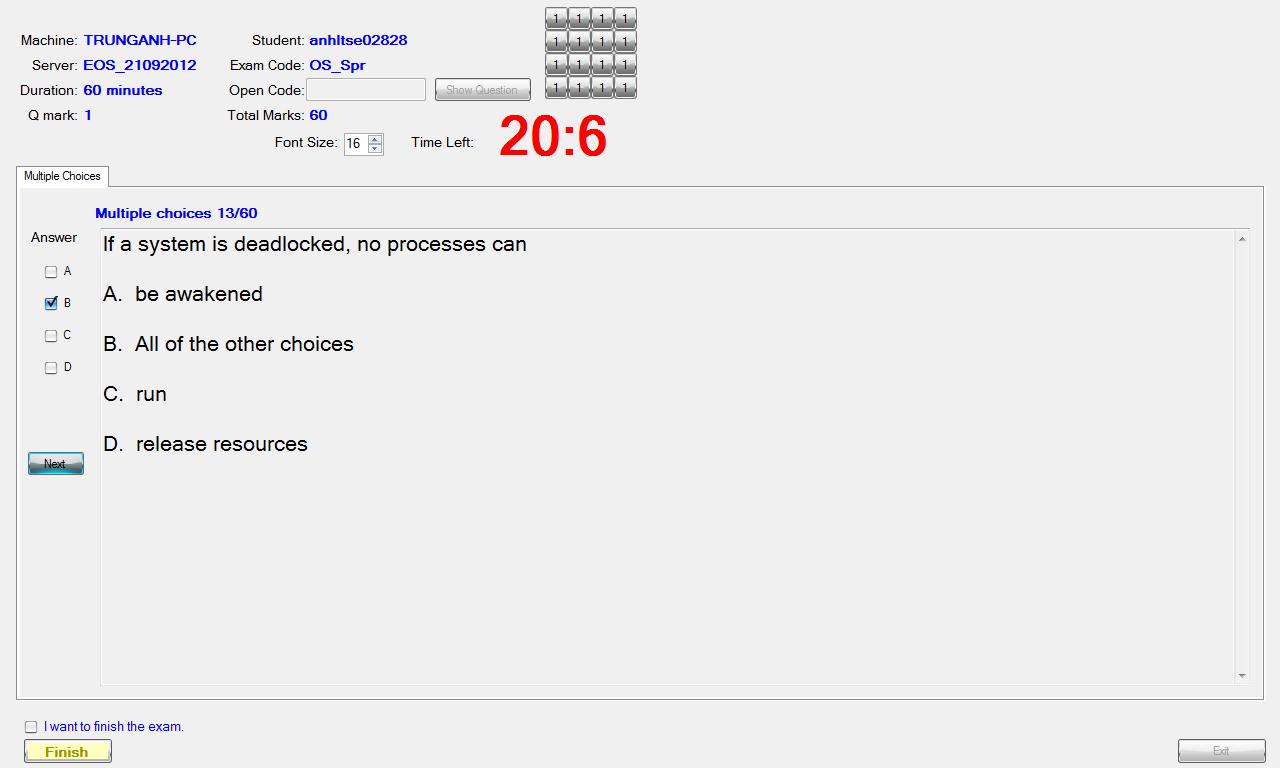 Machine: TRUNGANH-PC Student: anhltse02828
Server: EOS_21092012 Exam Code: OS_Spr
Duration: 60 minutes Open Code: Show Question
Q mark: 1 Total Marks: 60
Font Size: 16 Time Left: 20:6
1 1 1 1
1 1 1 1
1 1 1 1
1 1 1 1
Multiple Choices
Multiple choices 13/60
Answer
A
B
C
D
Next
If a system is deadlocked, no processes can
A. be awakened
B. All of the other choices
C. run
D. release resources
I want to finish the exam.
Finish
Exit